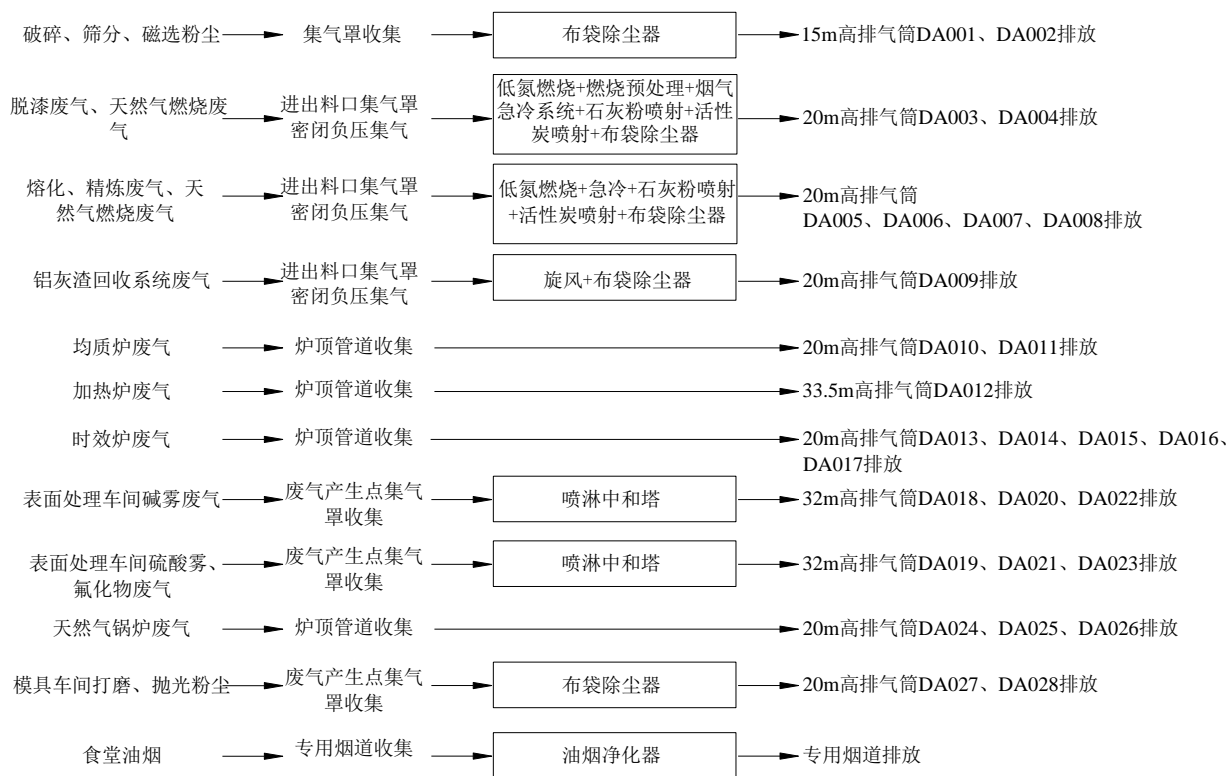 破碎、筛分、磁选粉尘
集气罩收集
布袋除尘器
15m高排气筒DA001、DA002排放
脱漆废气、天然气燃烧废
气
进出料口集气罩
密闭负压集气
低氮燃烧+燃烧预处理+烟气
急冷系统+石灰粉喷射+活性
炭喷射+布袋除尘器
20m高排气筒DA003、DA004排放
熔化、精炼废气、天
然气燃烧废气
进出料口集气罩
密闭负压集气
低氮燃烧+急冷+石灰粉喷射
+活性炭喷射+布袋除尘器
20m高排气筒
DA005、DA006、DA007、DA008排放
铝灰渣回收系统废气
进出料口集气罩
密闭负压集气
旋风+布袋除尘器
20m高排气筒DA009排放
均质炉废气
炉顶管道收集
20m高排气筒DA010、DA011排放
加热炉废气
炉顶管道收集
33.5m高排气筒DA012排放
时效炉废气
炉顶管道收集
20m高排气筒DA013、DA014、DA015、DA016、
DA017排放
表面处理车间碱雾废气
废气产生点集气
罩收集
喷淋中和塔
32m高排气筒DA018、DA020、DA022排放
表面处理车间硫酸雾、
氟化物废气
废气产生点集气
罩收集
喷淋中和塔
32m高排气筒DA019、DA021、DA023排放
天然气锅炉废气
炉顶管道收集
20m高排气筒DA024、DA025、DA026排放
模具车间打磨、抛光粉尘
废气产生点集气
罩收集
布袋除尘器
20m高排气筒DA027、DA028排放
食堂油烟
专用烟道收集
油烟净化器
专用烟道排放